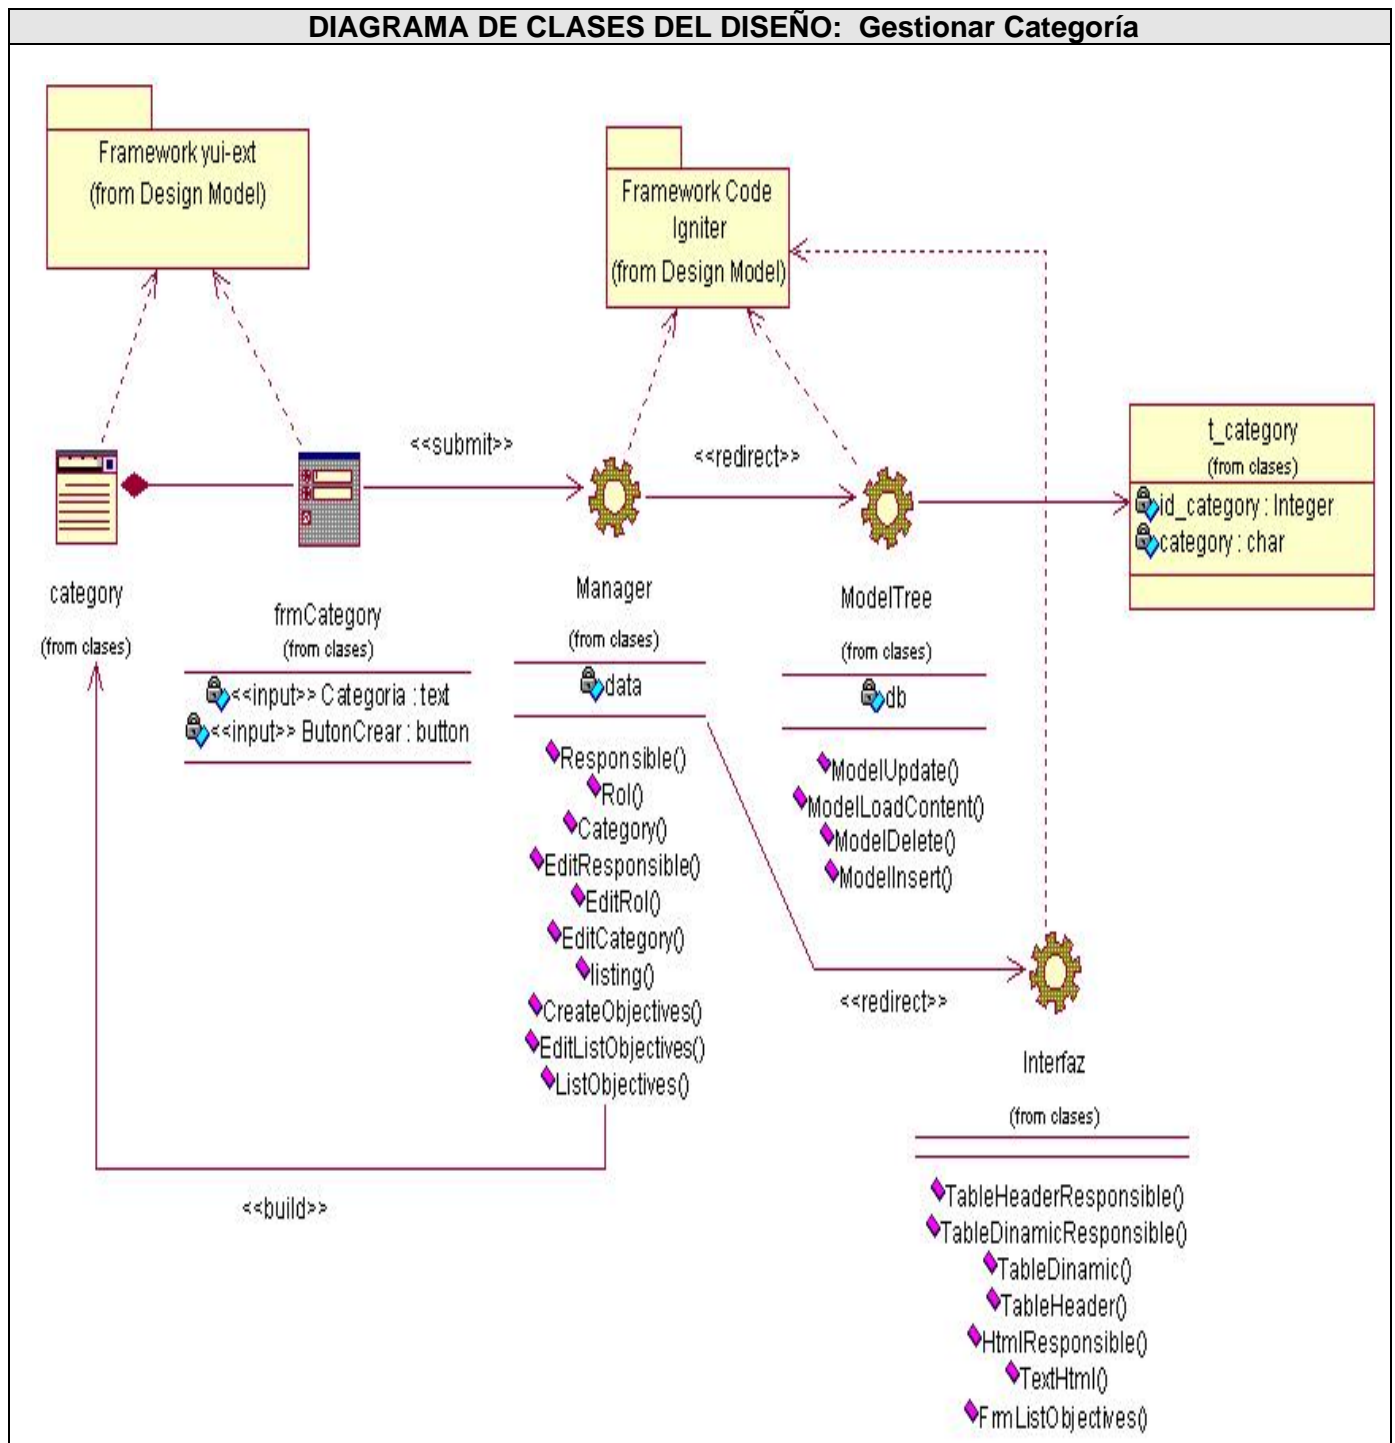 DIAGRAMA DE CLASES DEL DISEÑO:  Gestionar Categoría
Framework yui-ext
(from Design Model)
Framework Code
Igniter
(from Design Model)
<<submit>>
<<redirect>>
t_category
(from clases)
id_category : Integer
category : char
category
(from clases)
frmCategory
(from clases)
<<input>> Categoria : text
<<input>> ButonCrear : button
Manager
(from clases)
data
Responsible()
Rol()
Category()
EditResponsible()
EditRol()
EditCategory()
listing()
CreateObjectives()
EditListObjectives()
ListObjectives()
ModelTree
(from clases)
db
ModelUpdate()
ModelLoadContent()
ModelDelete()
ModelInsert()
<<redirect>>
Interfaz
(from clases)
TableHeaderResponsible()
TableDinamicResponsible()
TableDinamic()
TableHeader()
HtmlResponsible()
TextHtml()
FrmListObjectives()
<<build>>